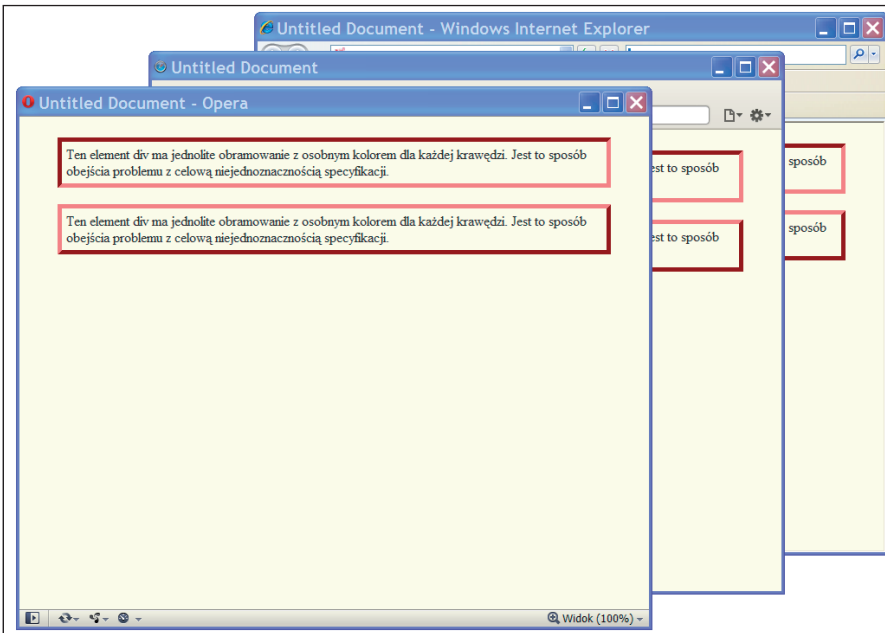 Untitled Document - Windows Internet Explorer
Untitled Document
Untitled Document - Opera
Ten element div ma jednolite obramowanie z osobnym kolorem dla każdej krawędzi. Jest to sposób
obejścia problemu z celową niejednoznacznością specyfikacji.
Ten element div ma jednolite obramowanie z osobnym kolorem dla każdej krawędzi. Jest to sposób
obejścia problemu z celową niejednoznacznością specyfikacji.
est to sposób
est to sposób
sposób
sposób
Widok (100%)